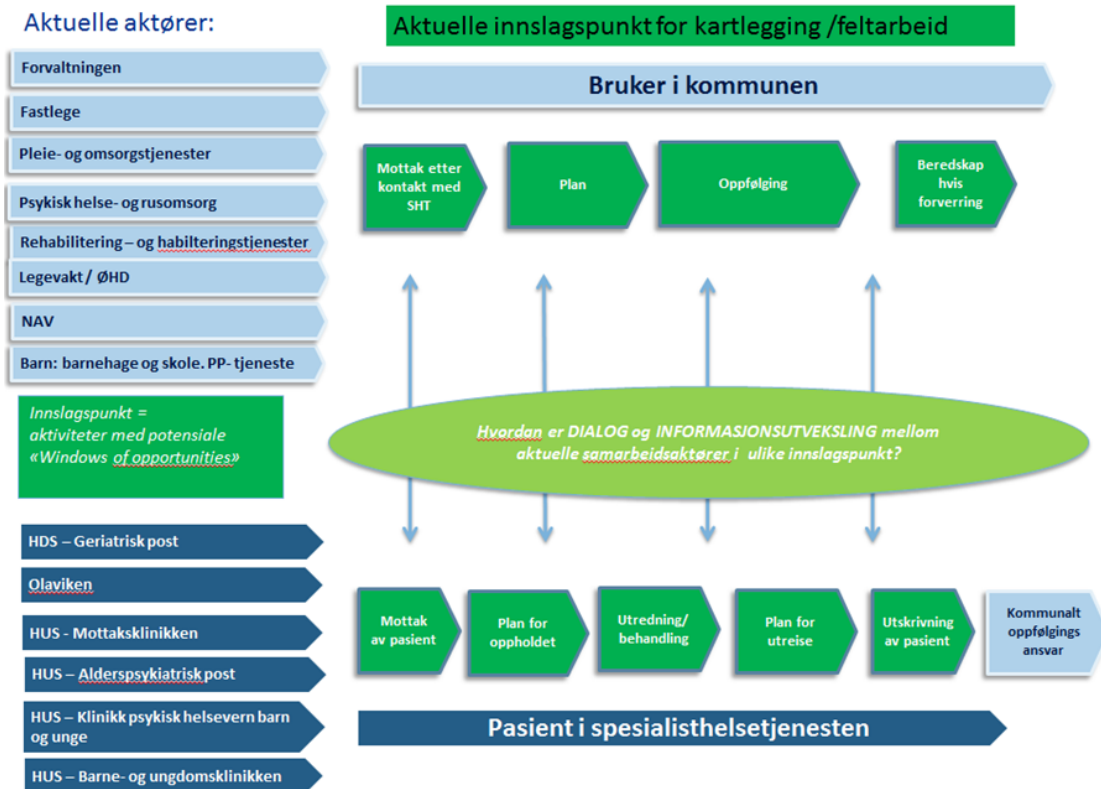 Aktuelle aktører:
Forvaltningen
Fastlege
Pleie- og omsorgstjenester
Psykisk helse- og rusomsorg
Rehabilitering – og habilteringstjenester
Legevakt / ØHD
NAV
Barn: barnehage og skole. PP- tjeneste
Innslagspunkt =
aktiviteter med potensiale
«Windows of opportunities»
HDS – Geriatrisk post
Olaviken
HUS - Mottaksklinikken
HUS – Alderspsykiatrisk post
HUS – Klinikk psykisk helsevern barn
og unge
HUS – Barne- og ungdomsklinikken
Aktuelle innslagspunkt for kartlegging /feltarbeid
Bruker i kommunen
Mottak etter
kontakt med
SHT
Plan
Oppfølging
Beredskap
hvis
forverring
Hvordan er DIALOG og INFORMASJONSUTVEKSLING mellom
aktuelle samarbeidsaktører i ulike innslagspunkt?
Mottak
av pasient
Plan for
oppholdet
Utredning/
behandling
Plan for
utreise
Utskrivning
av pasient
Kommunalt
oppfølgings
ansvar
Pasient i spesialisthelsetjenesten